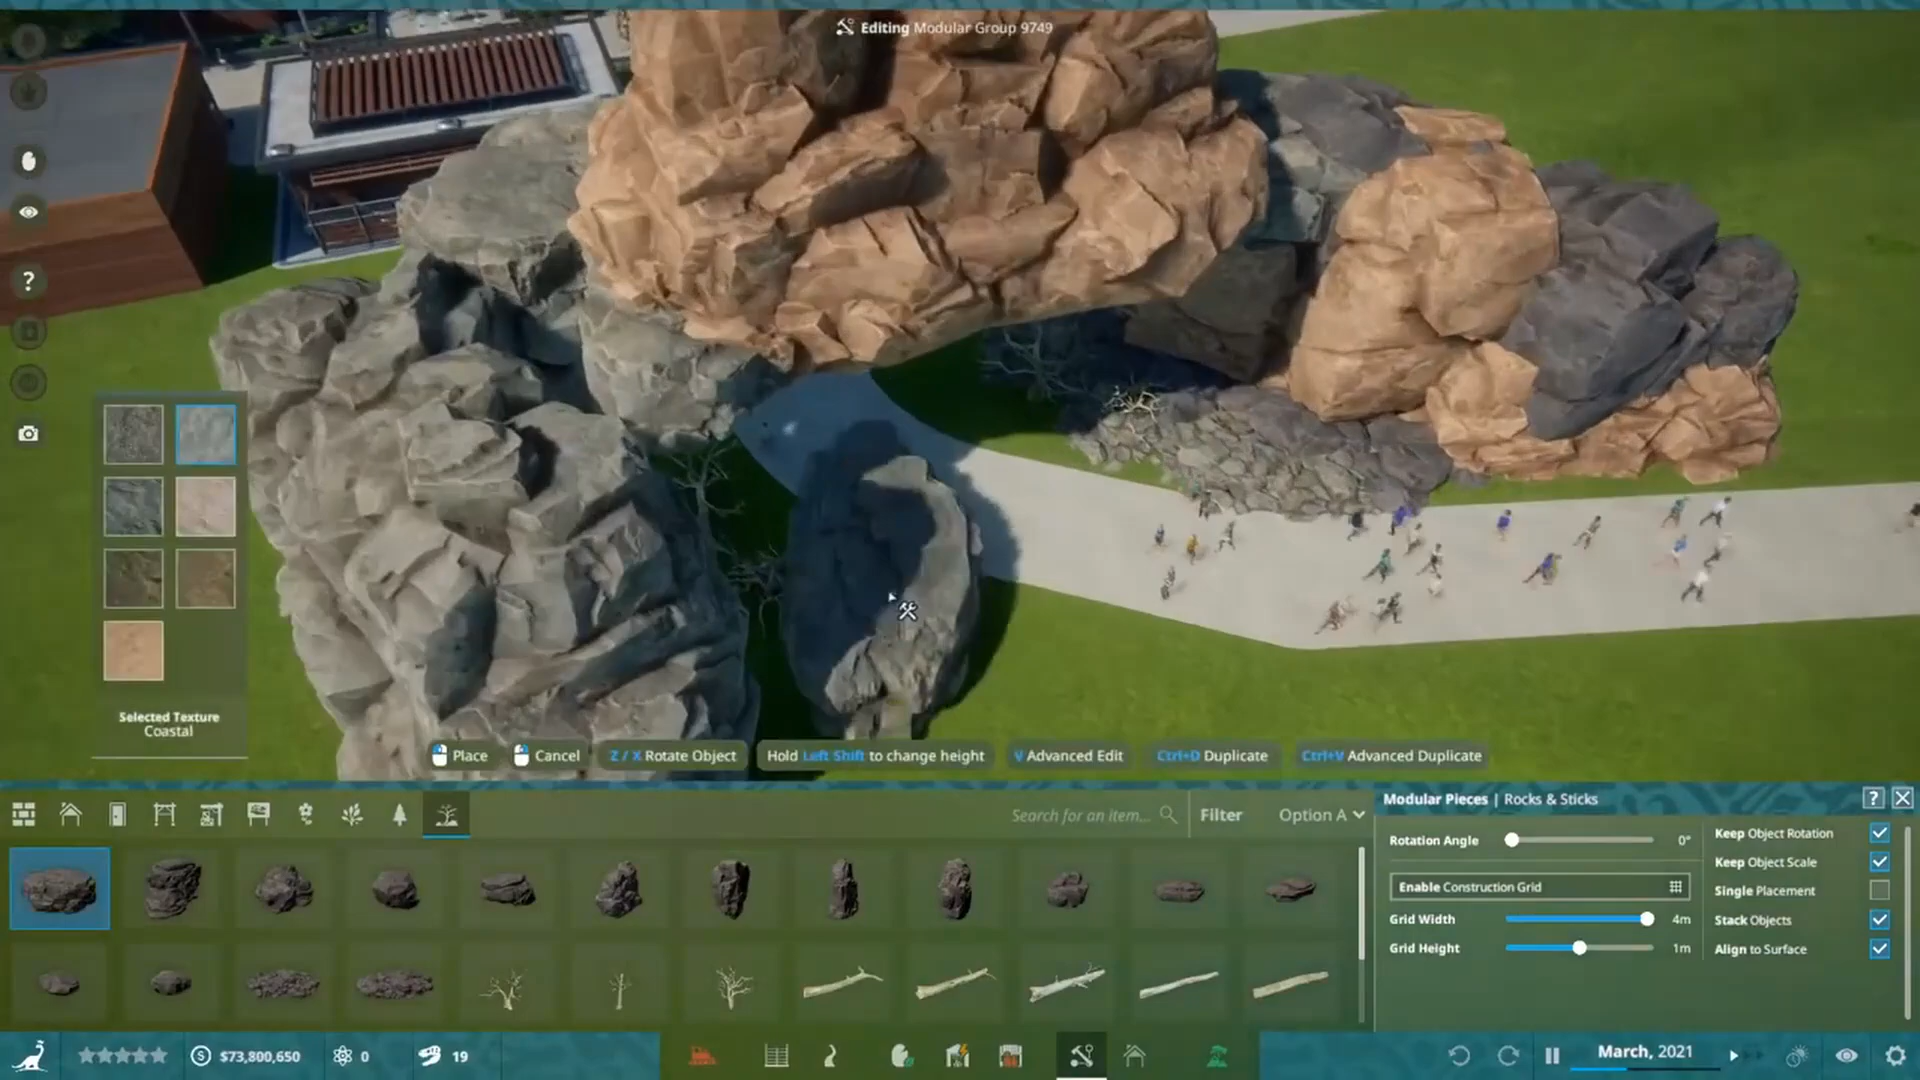 Editing Modular Group 9749
?
Selected Texture
Coastal
Place
Cancel
Z / X Rotate Object
Hold Left Shift to change height
V Advanced Edit
Ctrl+D Duplicate
Ctrl+V Advanced Duplicate
Search for an item...
Filter
Option A
Modular Pieces | Rocks & Sticks
?
Rotation Angle
0°
Enable Construction Grid
Grid Width
4m
Grid Height
1m
Keep Object Rotation
Keep Object Scale
Single Placement
Stack Objects
Align to Surface
$73,800,650
0
19
March, 2021